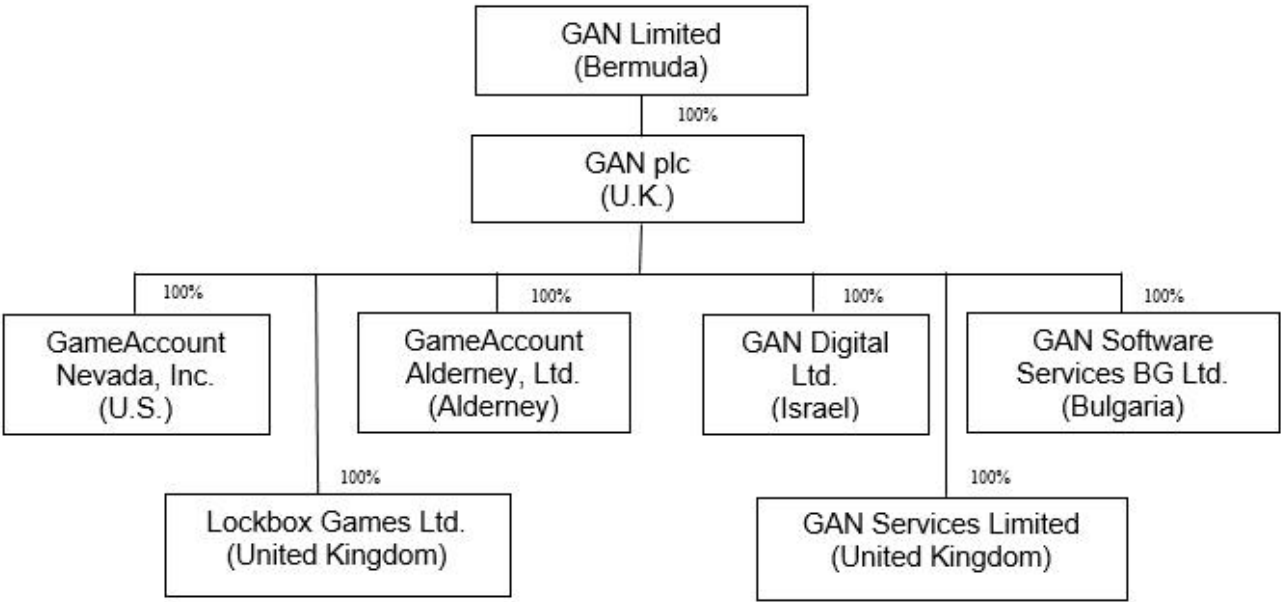 GAN Limited
(Bermuda)
100%
GAN plc
(U.K.)
100%
GameAccount
Nevada, Inc.
(U.S.)
100%
GameAccount
Alderney, Ltd.
(Alderney)
100%
GAN Digital
Ltd.
(Israel)
100%
GAN Software
Services BG Ltd.
(Bulgaria)
100%
Lockbox Games Ltd.
(United Kingdom)
100%
GAN Services Limited
(United Kingdom)